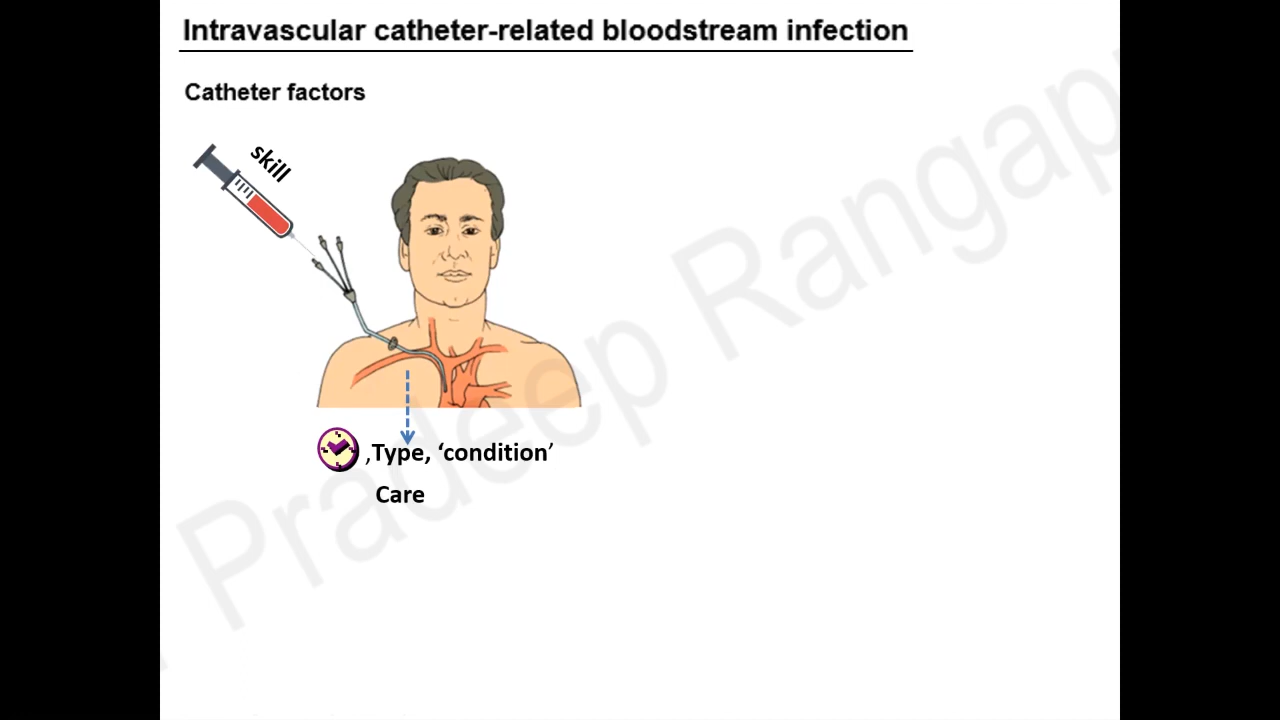 Intravascular catheter-related bloodstream infection
Catheter factors
skill
,Type, ‘condition’
Care
Pradeep Rangap